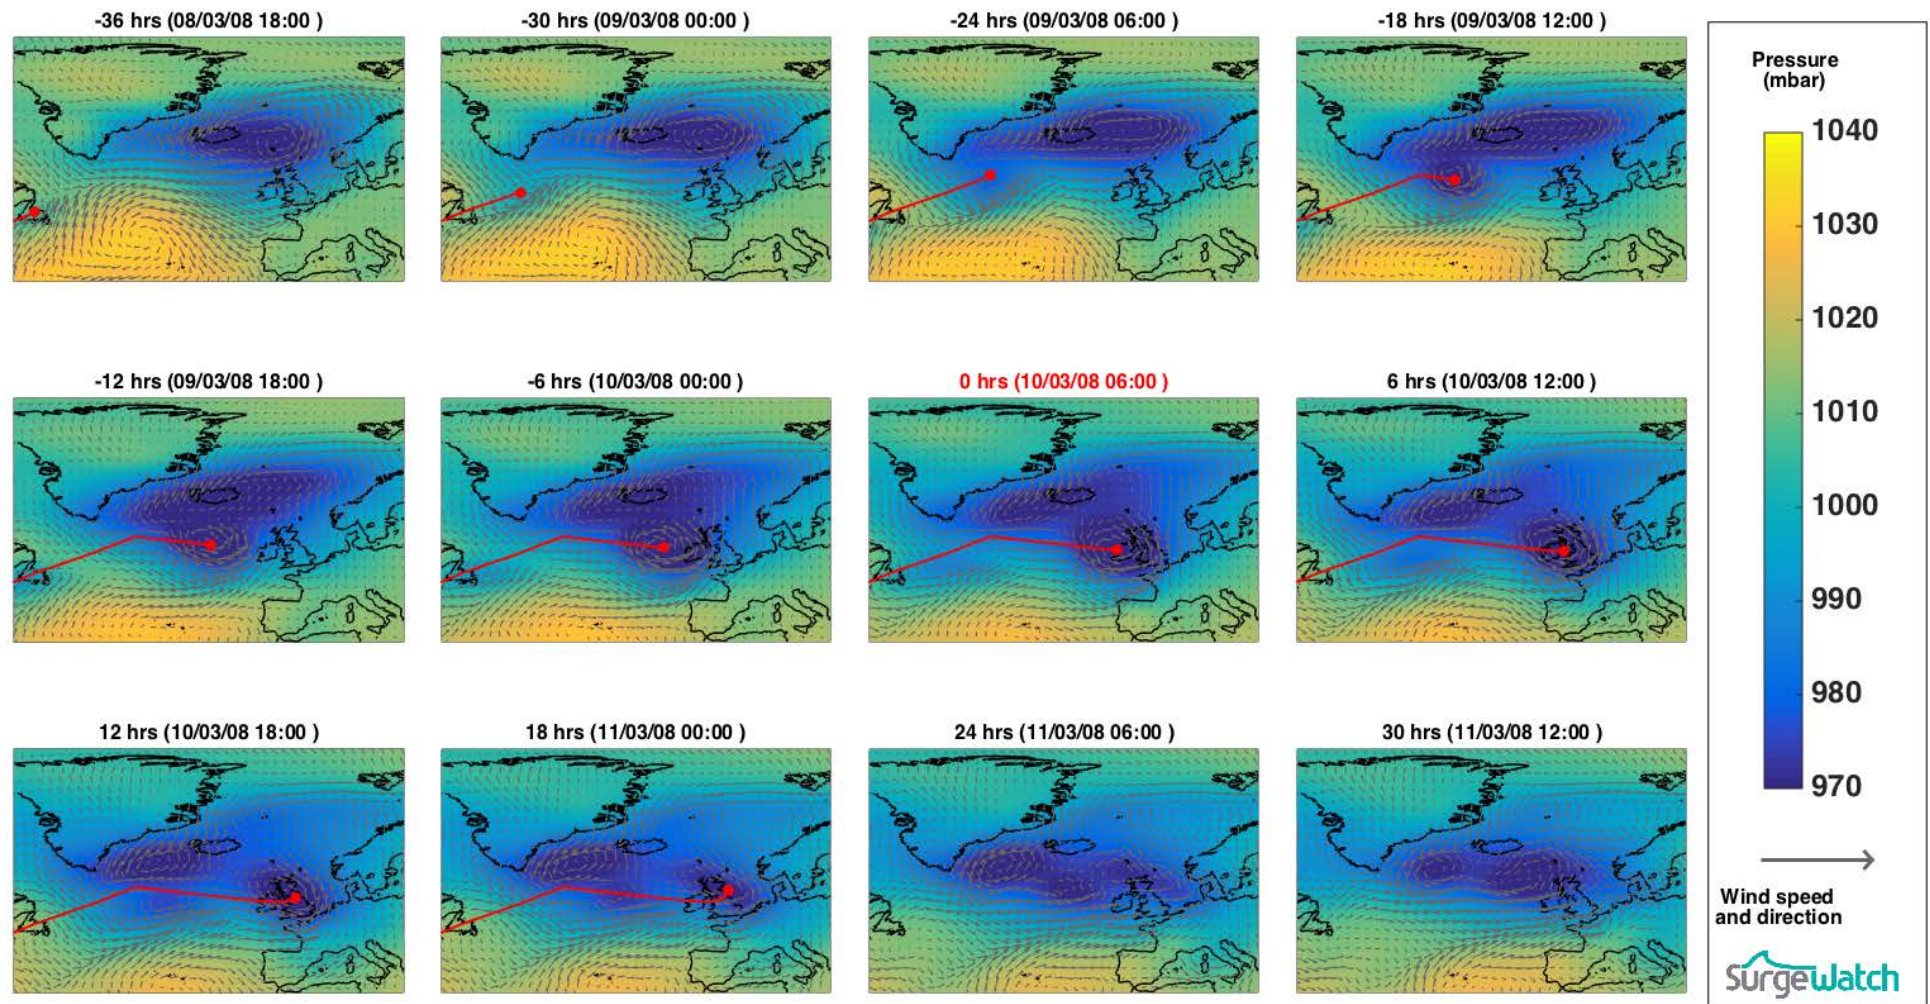 -36 hrs (08/03/08 18:00 )
-30 hrs (09/03/08 00:00 )
-24 hrs (09/03/08 06:00 )
-18 hrs (09/03/08 12:00 )
-12 hrs (09/03/08 18:00 )
-6 hrs (10/03/08 00:00 )
0 hrs (10/03/08 06:00 )
6 hrs (10/03/08 12:00 )
12 hrs (10/03/08 18:00 )
18 hrs (11/03/08 00:00 )
24 hrs (11/03/08 06:00 )
30 hrs (11/03/08 12:00 )
Pressure
(mbar)
1040
1030
1020
1010
1000
990
980
970
Wind speed
and direction
Surgewatch